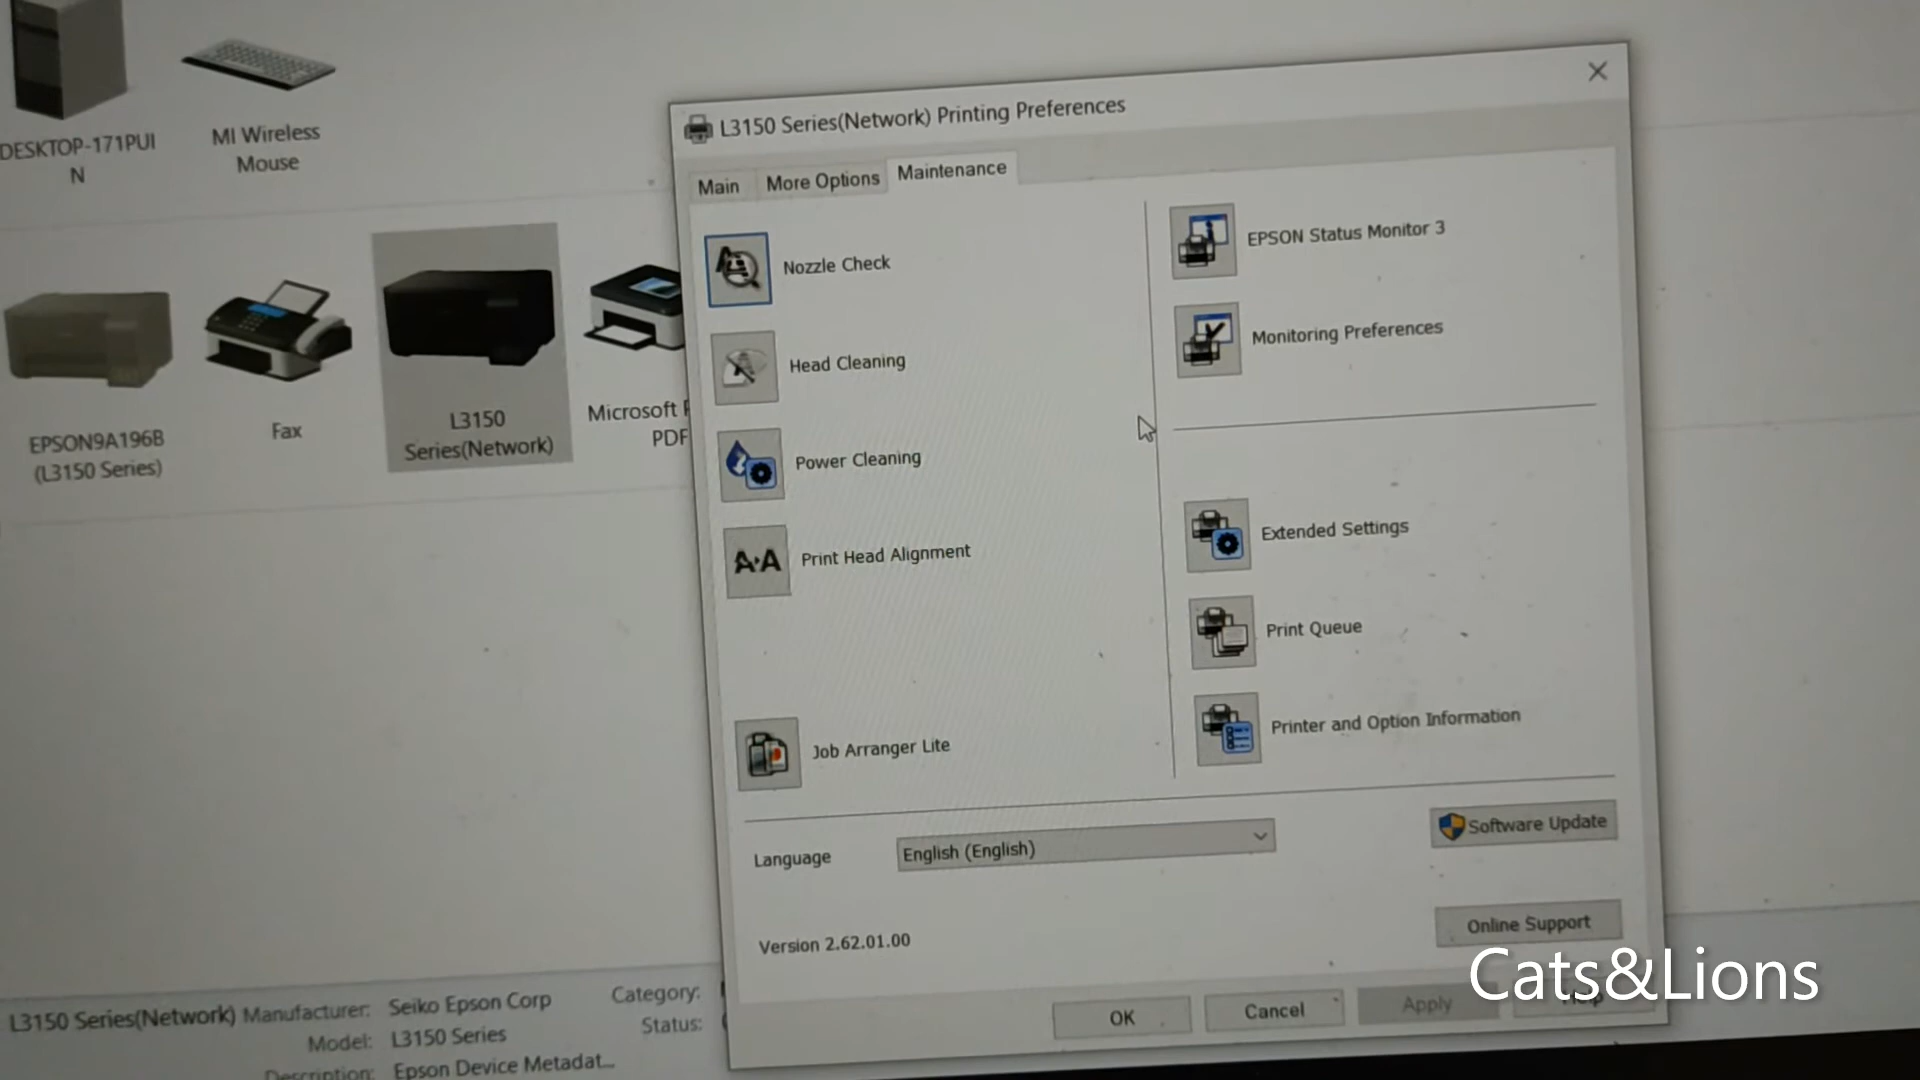 DESKTOP-171PUI
N
MI Wireless
Mouse
EPSON9A196B
(L3150 Series)
Fax
L3150
Series(Network)
Microsoft
PDF
L3150 Series(Network) Printing Preferences
Main
More Options
Maintenance
Nozzle Check
Head Cleaning
Power Cleaning
Print Head Alignment
Job Arranger Lite
EPSON Status Monitor 3
Monitoring Preferences
Extended Settings
Print Queue
Printer and Option Information
Language
English (English)
Software Update
Version 2.62.01.00
Online Support
OK
Cancel
Apply
Help
Cats&Lions
L3150 Series(Network)
Manufacturer: Seiko Epson Corp
Model: L3150 Series
Description: Epson Device Metadat...
Category:
Status: